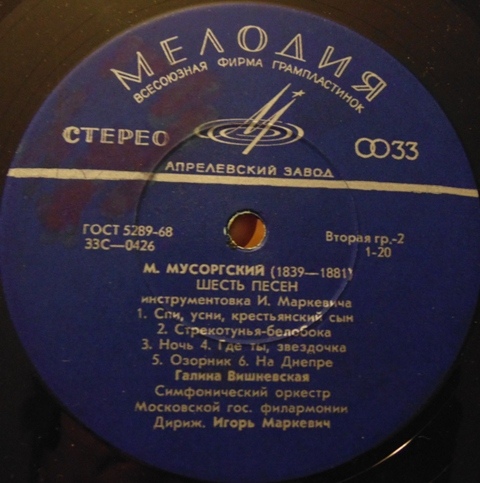 МЕЛОДИЯ
ВСЕСОЮЗНАЯ ФИРМА ГРАМПЛАСТИНОК
СТЕРЕО
33
АПРЕЛЕВСКИЙ ЗАВОД
ГОСТ 5289-68
33С—0426
Вторая гр.-2
1-20
М. МУСОРГСКИЙ (1839—1881)
ШЕСТЬ ПЕСЕН
инструментовка И. Маркевича
1. Спи, усни, крестьянский сын
2. Стрекотунья-белобока
3. Ночь 4. Где ты, звездочка
5. Озорник 6. На Днепре
Галина Вишневская
Симфонический оркестр
Московской гос. филармонии
Дириж. Игорь Маркевич